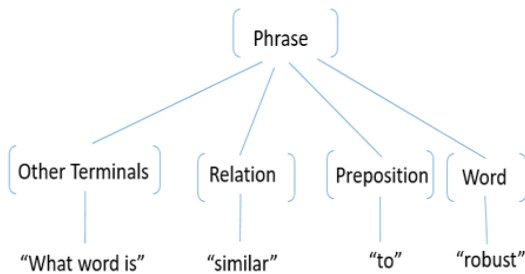 Phrase
Other Terminals
Relation
Preposition
Word
“What word is”
“similar”
“to”
“robust”